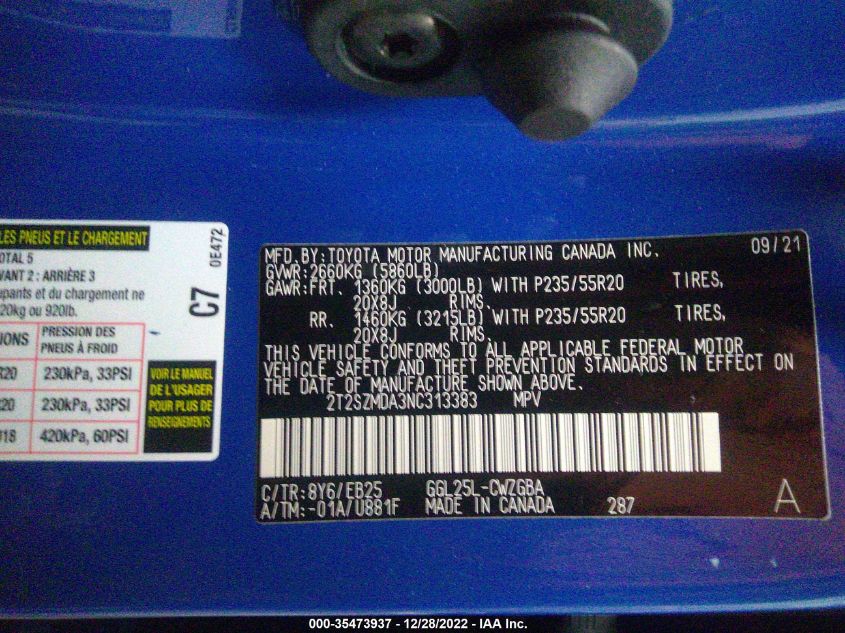 LES PNEUS ET LE CHARGEMENT
OTAL 5
VANT 2 : ARRIÈRE 3
upants et du chargement ne
20kg ou 920lb.
0E472
C7
IONS
PRESSION DES
PNEUS À FROID
R20
230kPa, 33PSI
R20
230kPa, 33PSI
018
420kPa, 60PSI
VOIR LE MANUEL
DE L'USAGER
POUR PLUS DE
RENSEIGNEMENTS
MFD.BY:TOYOTA MOTOR MANUFACTURING CANADA INC. 09/21
GVWR:2660KG (5860LB)
GAWR:FRT. 1360KG (3000LB) WITH P235/55R20 TIRES,
20X8J RIMS.
RR. 1460KG (3215LB) WITH P235/55R20 TIRES,
20X8J RIMS.
THIS VEHICLE CONFORMS TO ALL APPLICABLE FEDERAL MOTOR
VEHICLE SAFETY AND THEFT PREVENTION STANDARDS IN EFFECT ON
THE DATE OF MANUFACTURE SHOWN ABOVE.
2T2SZMDA3NC313383 MPV
C/TR:8Y6/EB25 GGL25L-CWZGBA
A/TM:-01A/U881F MADE IN CANADA 287 A
000-35473937 - 12/28/2022 - IAA Inc.